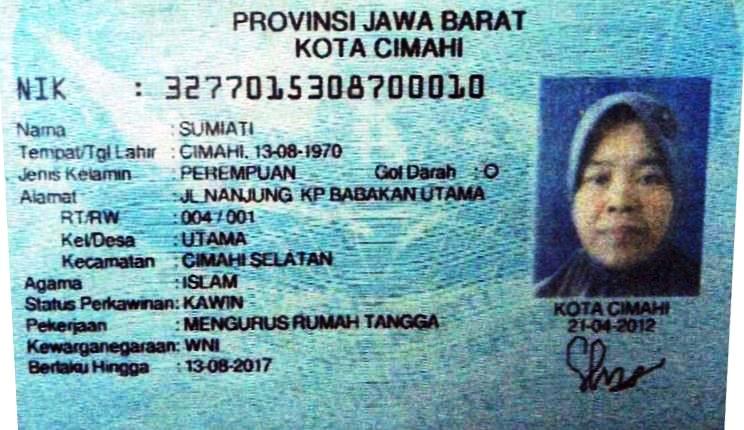 PROVINSI JAWA BARAT
KOTA CIMAHI
NIK : 3277015308700010
Nama : SUMIATI
Tempat/Tgl Lahir : CIMAHI, 13-08-1970
Jenis Kelamin : PEREMPUAN Gol Darah : O
Alamat : JL NANJUNG KP BABAKAN UTAMA
RT/RW : 004 / 001
Kel/Desa : UTAMA
Kecamatan : CIMAHI SELATAN
Agama : ISLAM
Status Perkawinan: KAWIN
Pekerjaan : MENGURUS RUMAH TANGGA
Kewarganegaraan: WNI
Berlaku Hingga : 13-08-2017
KOTA CIMAHI
21-04-2012